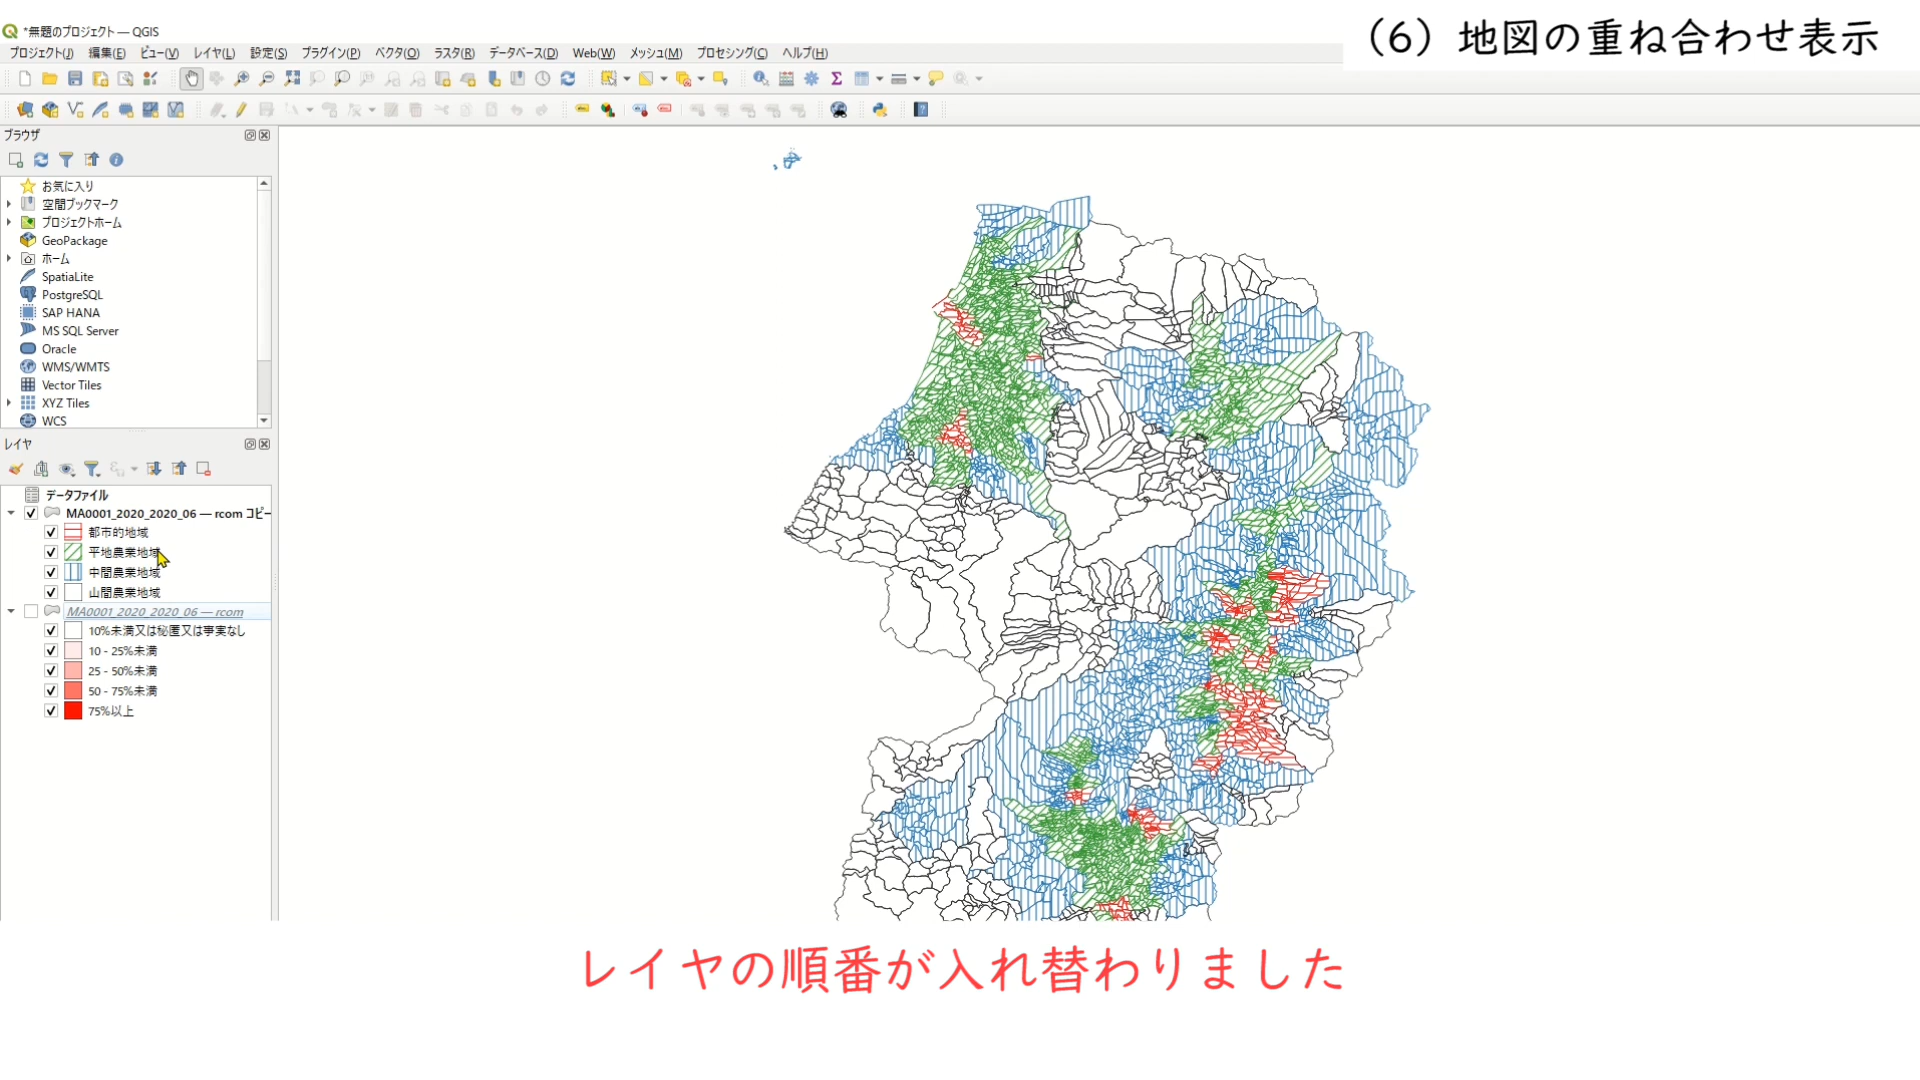 *無題のプロジェクト — QGIS
(6) 地図の重ね合わせ表示
プロジェクト(J) 編集(E) ビュー(V) レイヤ(L) 設定(S) プラグイン(P) ベクタ(O) ラスタ(R) データベース(D) Web(W) メッシュ(M) プロセシング(C) ヘルプ(H)
ブラウザ
お気に入り
空間ブックマーク
プロジェクトホーム
GeoPackage
ホーム
SpatiaLite
PostgreSQL
SAP HANA
MS SQL Server
Oracle
WMS/WMTS
Vector Tiles
XYZ Tiles
WCS
レイヤ
データファイル
MA0001_2020_2020_06 — rcom コピー
都市的地域
平地農業地域
中間農業地域
山間農業地域
MA0001_2020_2020_06 — rcom
10%未満又は秘匿又は事実なし
10 - 25%未満
25 - 50%未満
50 - 75%未満
75%以上
レイヤの順番が入れ替わりました